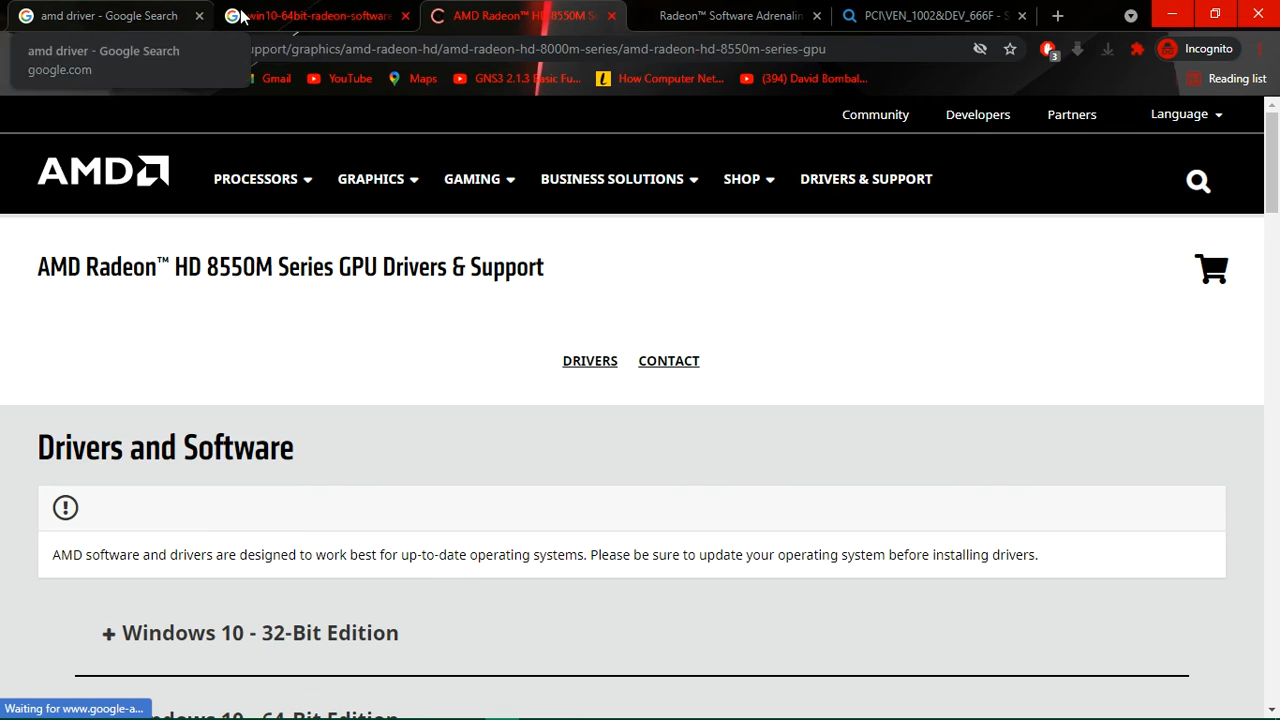 amd driver - Google Search
win10-64bit-radeon-software
AMD Radeon™ HD 8550M S
Radeon™ Software Adrenalin
PCI\VEN_1002&DEV_666F - S
amd driver - Google Search
google.com
upport/graphics/amd-radeon-hd/amd-radeon-hd-8000m-series/amd-radeon-hd-8550m-series-gpu
3
Incognito
Gmail
YouTube
Maps
GNS3 2.1.3 Basic Fu...
How Computer Net...
(394) David Bombal...
Reading list
Community
Developers
Partners
Language
AMD
PROCESSORS
GRAPHICS
GAMING
BUSINESS SOLUTIONS
SHOP
DRIVERS & SUPPORT
AMD Radeon™ HD 8550M Series GPU Drivers & Support
DRIVERS
CONTACT
Drivers and Software
AMD software and drivers are designed to work best for up-to-date operating systems. Please be sure to update your operating system before installing drivers.
+ Windows 10 - 32-Bit Edition
ndows 10 - 64-Bit Edition
Waiting for www.google-a...